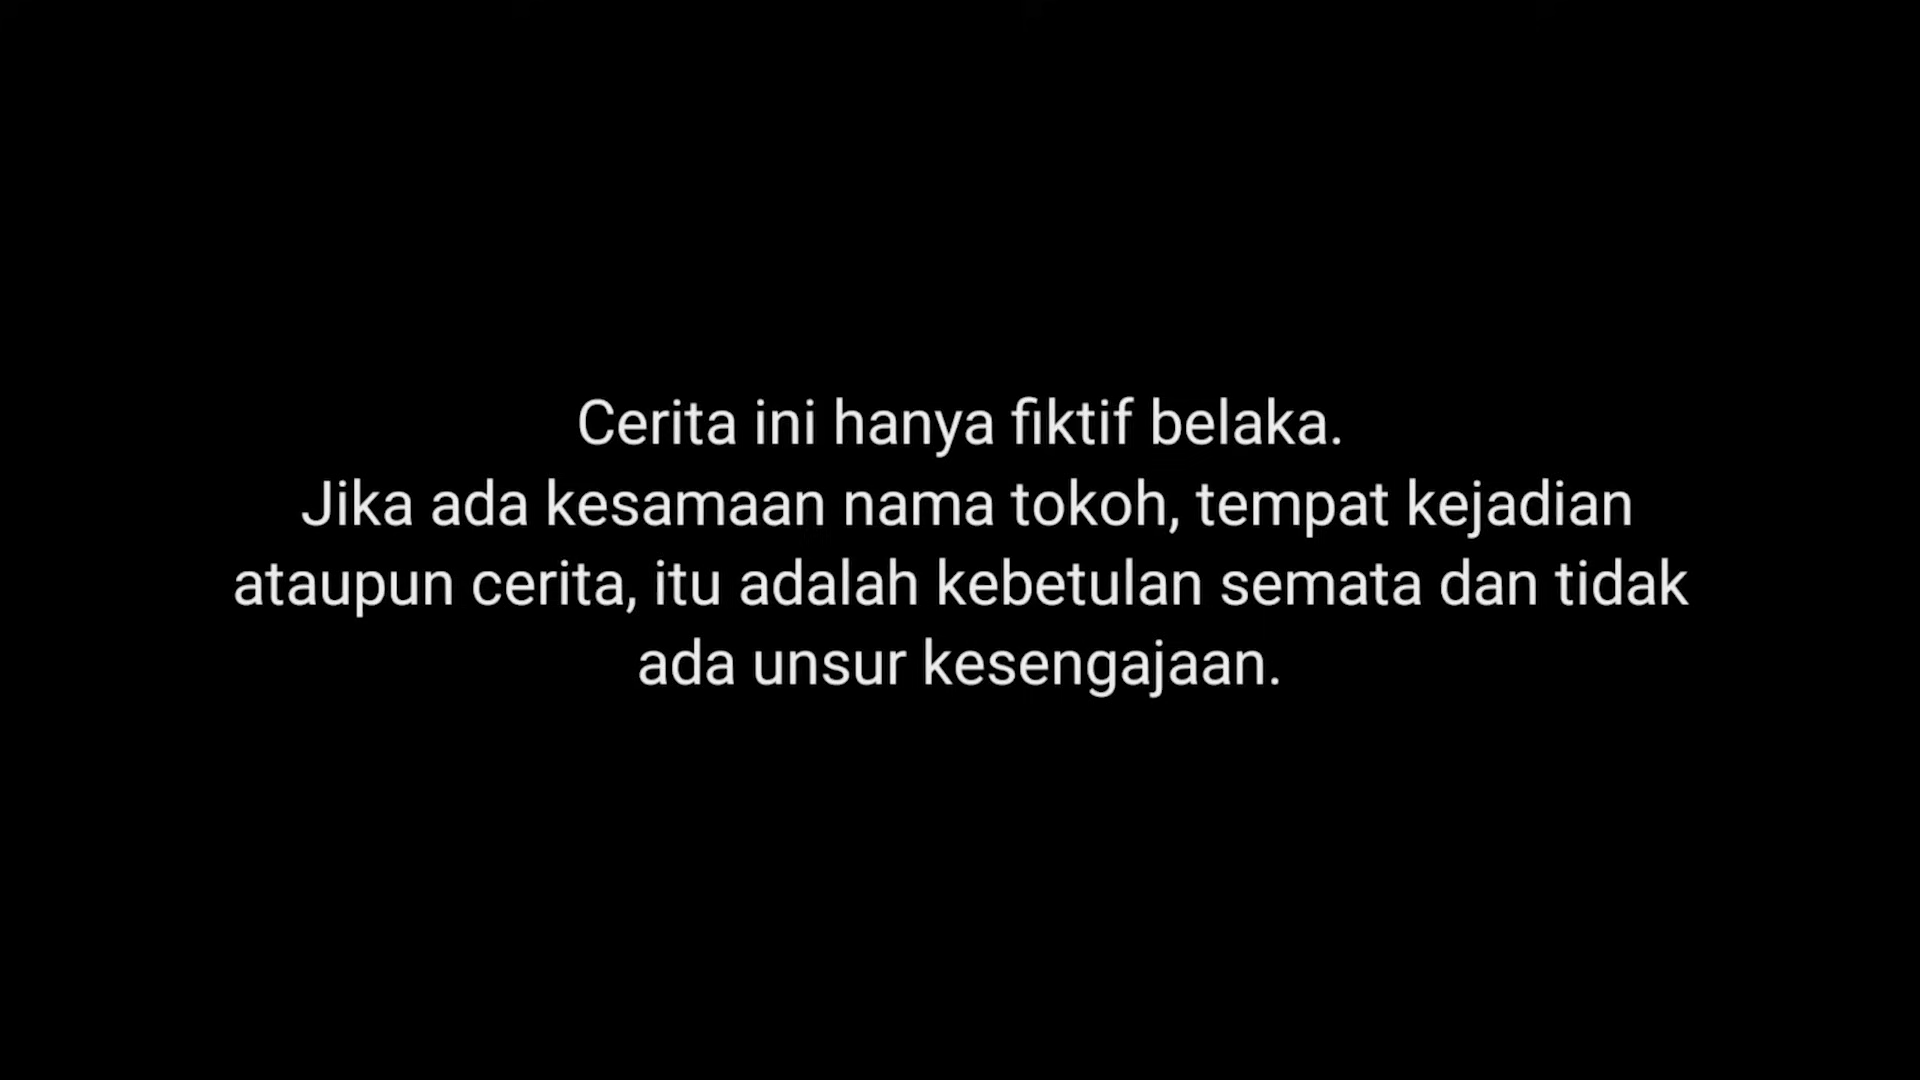 Cerita ini hanya fiktif belaka.
Jika ada kesamaan nama tokoh, tempat kejadian
ataupun cerita, itu adalah kebetulan semata dan tidak
ada unsur kesengajaan.